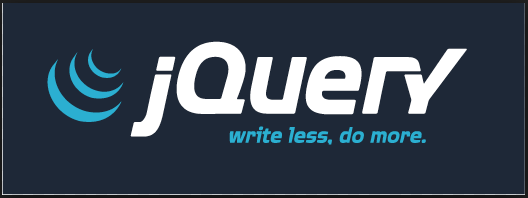 jQuery
write less, do more.